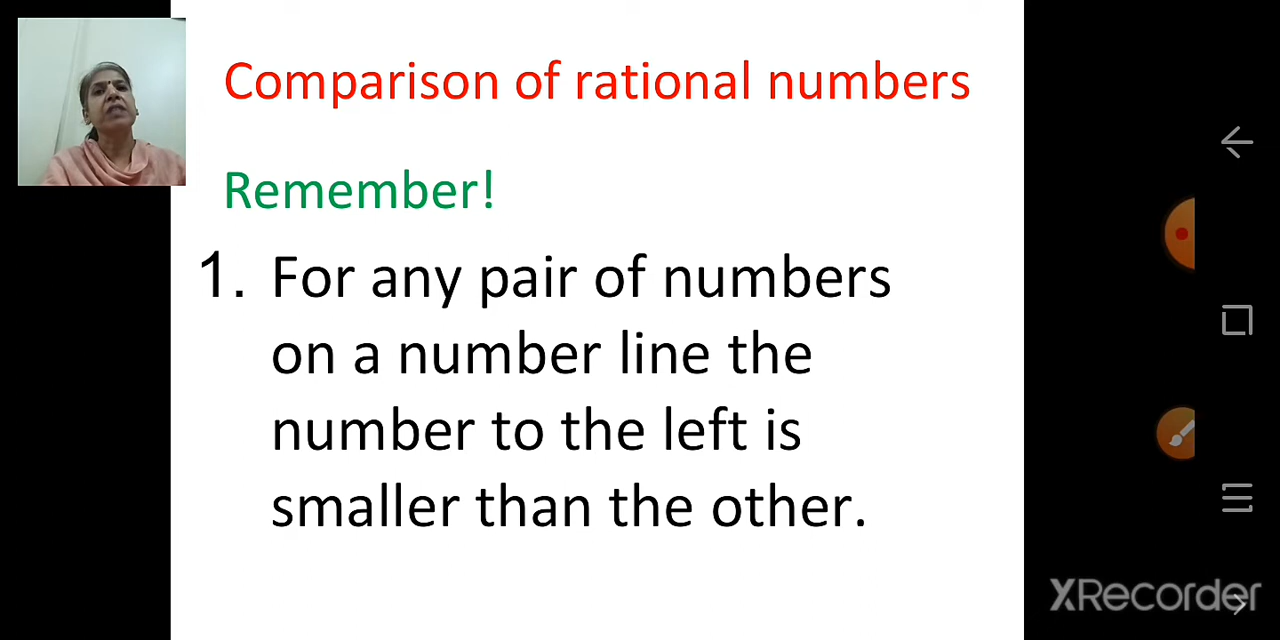 Comparison of rational numbers
Remember!
1. For any pair of numbers
on a number line the
number to the left is
smaller than the other.
XRecorder